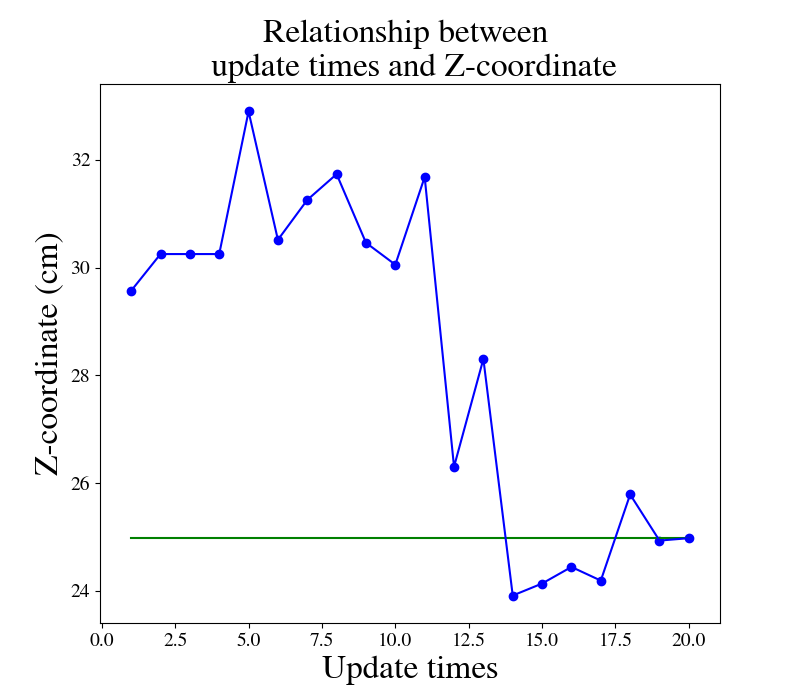 Relationship between
update times and Z-coordinate
Z-coordinate (cm)
32
30
28
26
24
0.0 2.5 5.0 7.5 10.0 12.5 15.0 17.5 20.0
Update times